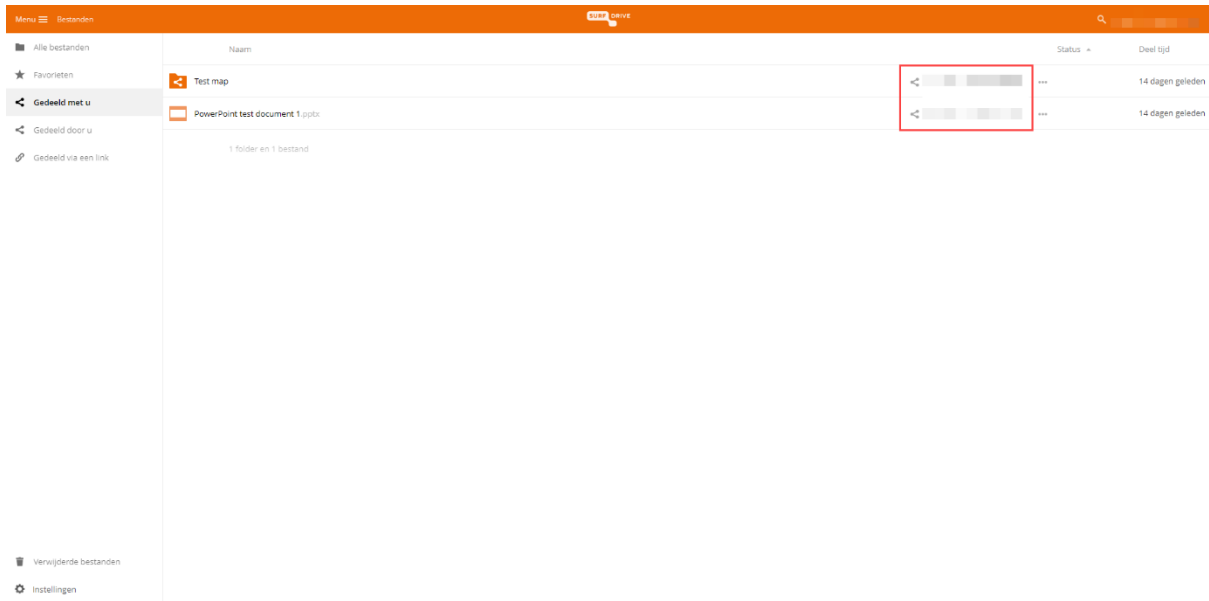 Menu Bestanden SURF DRIVE
Alle bestanden
Favorieten
Gedeeld met u
Gedeeld door u
Gedeeld via een link
Naam Status Deel tijd
Test map 14 dagen geleden
PowerPoint test document 1.pptx 14 dagen geleden
1 folder en 1 bestand
Verwijderde bestanden
Instellingen